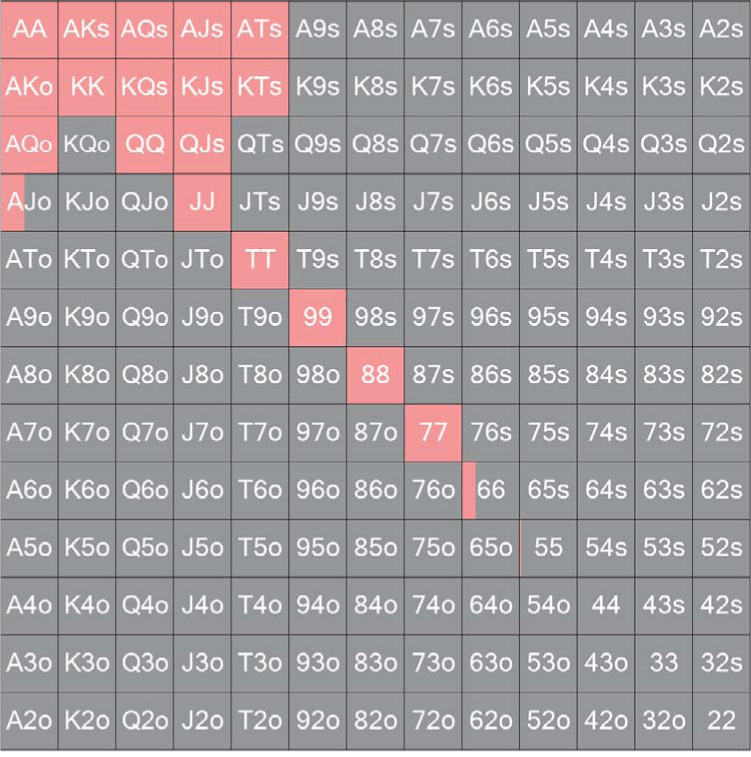 AA AKs AQs AJs ATs A9s A8s A7s A6s A5s A4s A3s A2s
AKo KK KQs KJs KTs K9s K8s K7s K6s K5s K4s K3s K2s
AQo KQo QQ QJs QTs Q9s Q8s Q7s Q6s Q5s Q4s Q3s Q2s
AJo KJo QJo JJ JTs J9s J8s J7s J6s J5s J4s J3s J2s
ATo KTo QTo JTo TT T9s T8s T7s T6s T5s T4s T3s T2s
A9o K9o Q9o J9o T9o 99 98s 97s 96s 95s 94s 93s 92s
A8o K8o Q8o J8o T8o 98o 88 87s 86s 85s 84s 83s 82s
A7o K7o Q7o J7o T7o 97o 87o 77 76s 75s 74s 73s 72s
A6o K6o Q6o J6o T6o 96o 86o 76o 66 65s 64s 63s 62s
A5o K5o Q5o J5o T5o 95o 85o 75o 65o 55 54s 53s 52s
A4o K4o Q4o J4o T4o 94o 84o 74o 64o 54o 44 43s 42s
A3o K3o Q3o J3o T3o 93o 83o 73o 63o 53o 43o 33 32s
A2o K2o Q2o J2o T2o 92o 82o 72o 62o 52o 42o 32o 22